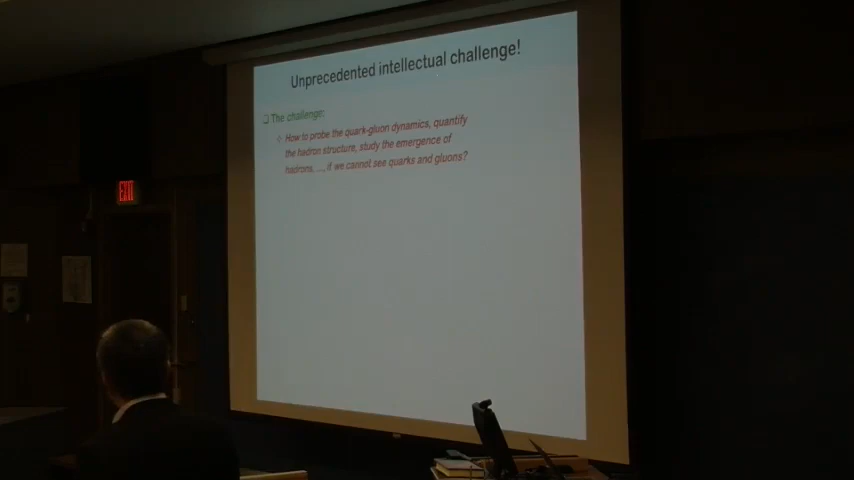 Unprecedented intellectual challenge!
The challenge:
How to probe the quark-gluon dynamics, quantify
the hadron structure, study the emergence of
hadrons, ..., if we cannot see quarks and gluons?
EXIT